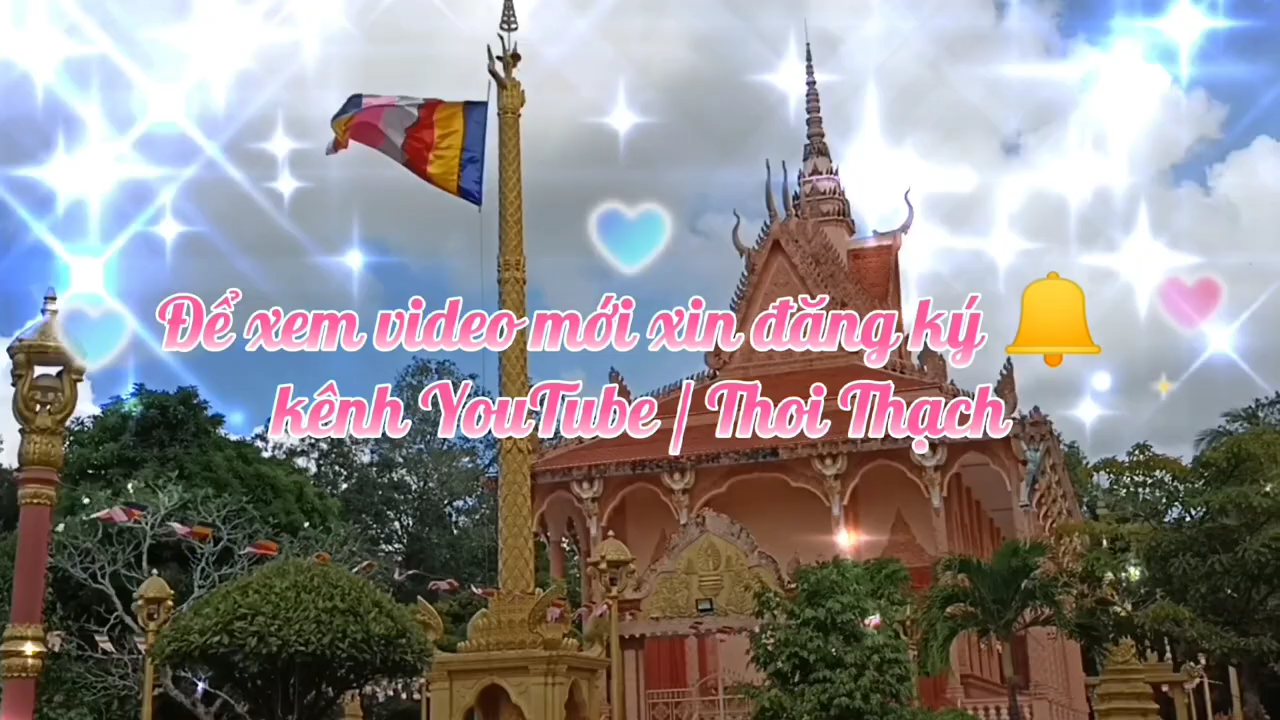 Để xem video mới xin đăng ký
kênh YouTube / Thoi Thạch